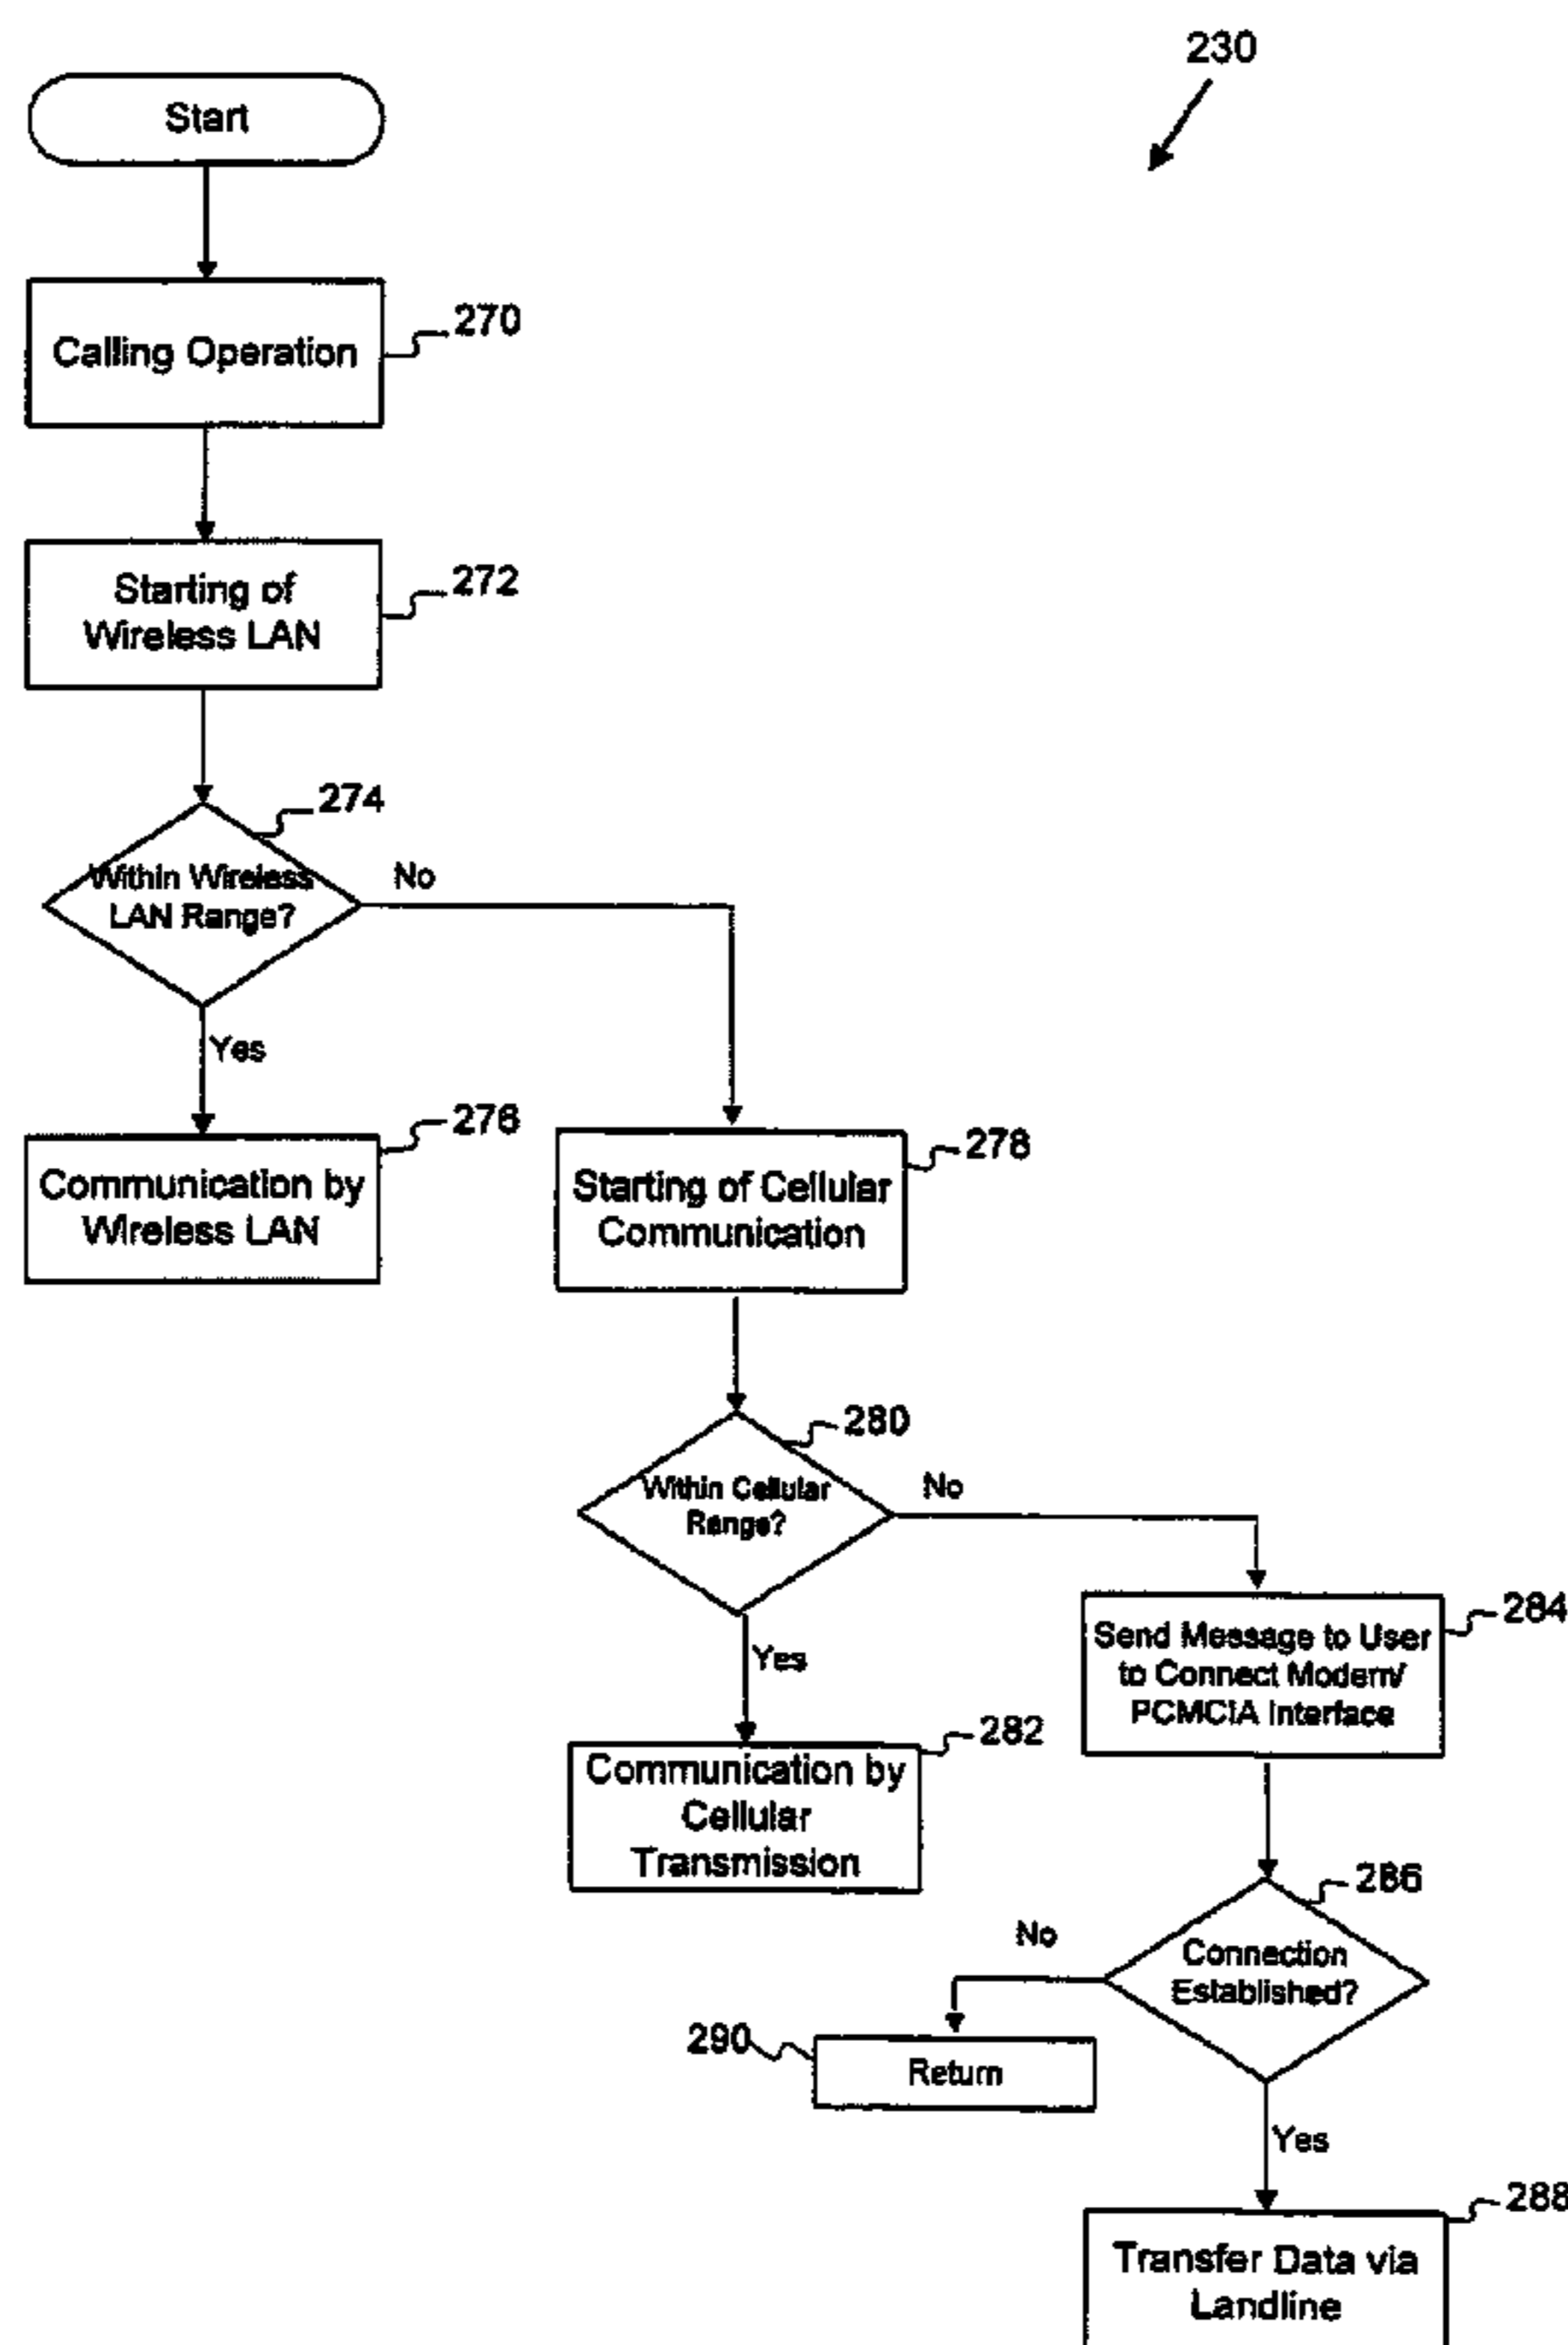 230
Start
Calling Operation
270
Starting of
Wireless LAN
272
274
Within Wireless
LAN Range?
No
Yes
276
Communication by
Wireless LAN
278
Starting of Cellular
Communication
280
Within Cellular
Range?
No
Yes
284
Send Message to User
to Connect Modem/
PCMCIA Interface
282
Communication by
Cellular
Transmission
286
Connection
Established?
No
290
Return
Yes
288
Transfer Data via
Landline